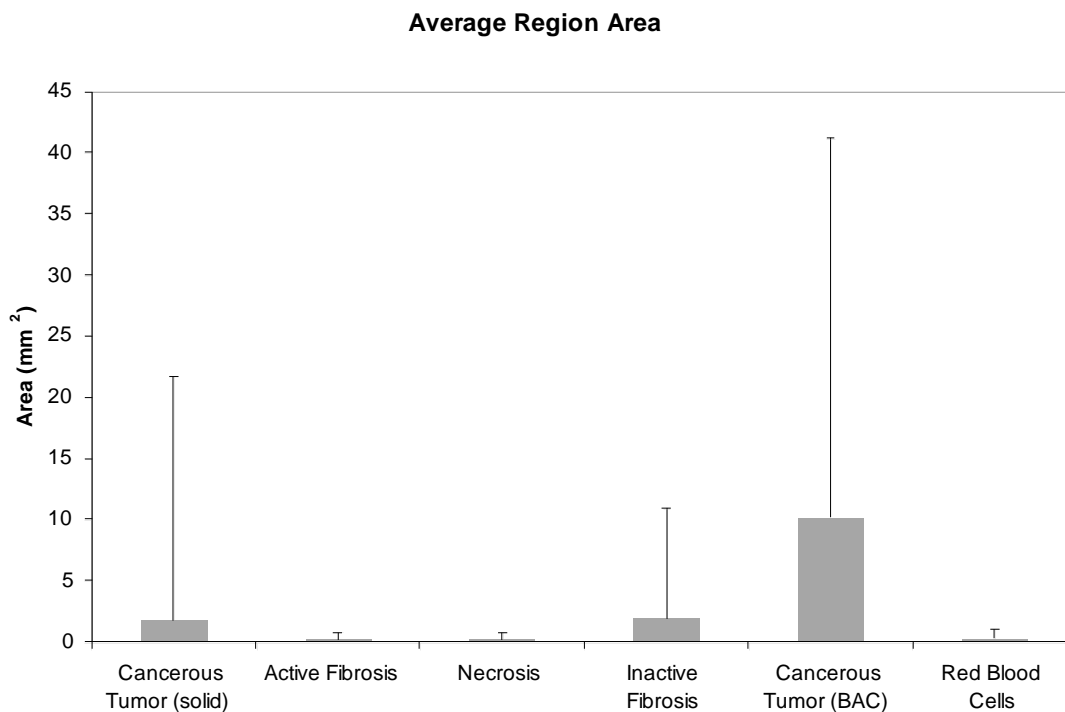 Average Region Area
45
40
35
30
25
20
15
10
5
0
Area (mm ²)
Cancerous
Tumor (solid)
Active Fibrosis
Necrosis
Inactive
Fibrosis
Cancerous
Tumor (BAC)
Red Blood
Cells